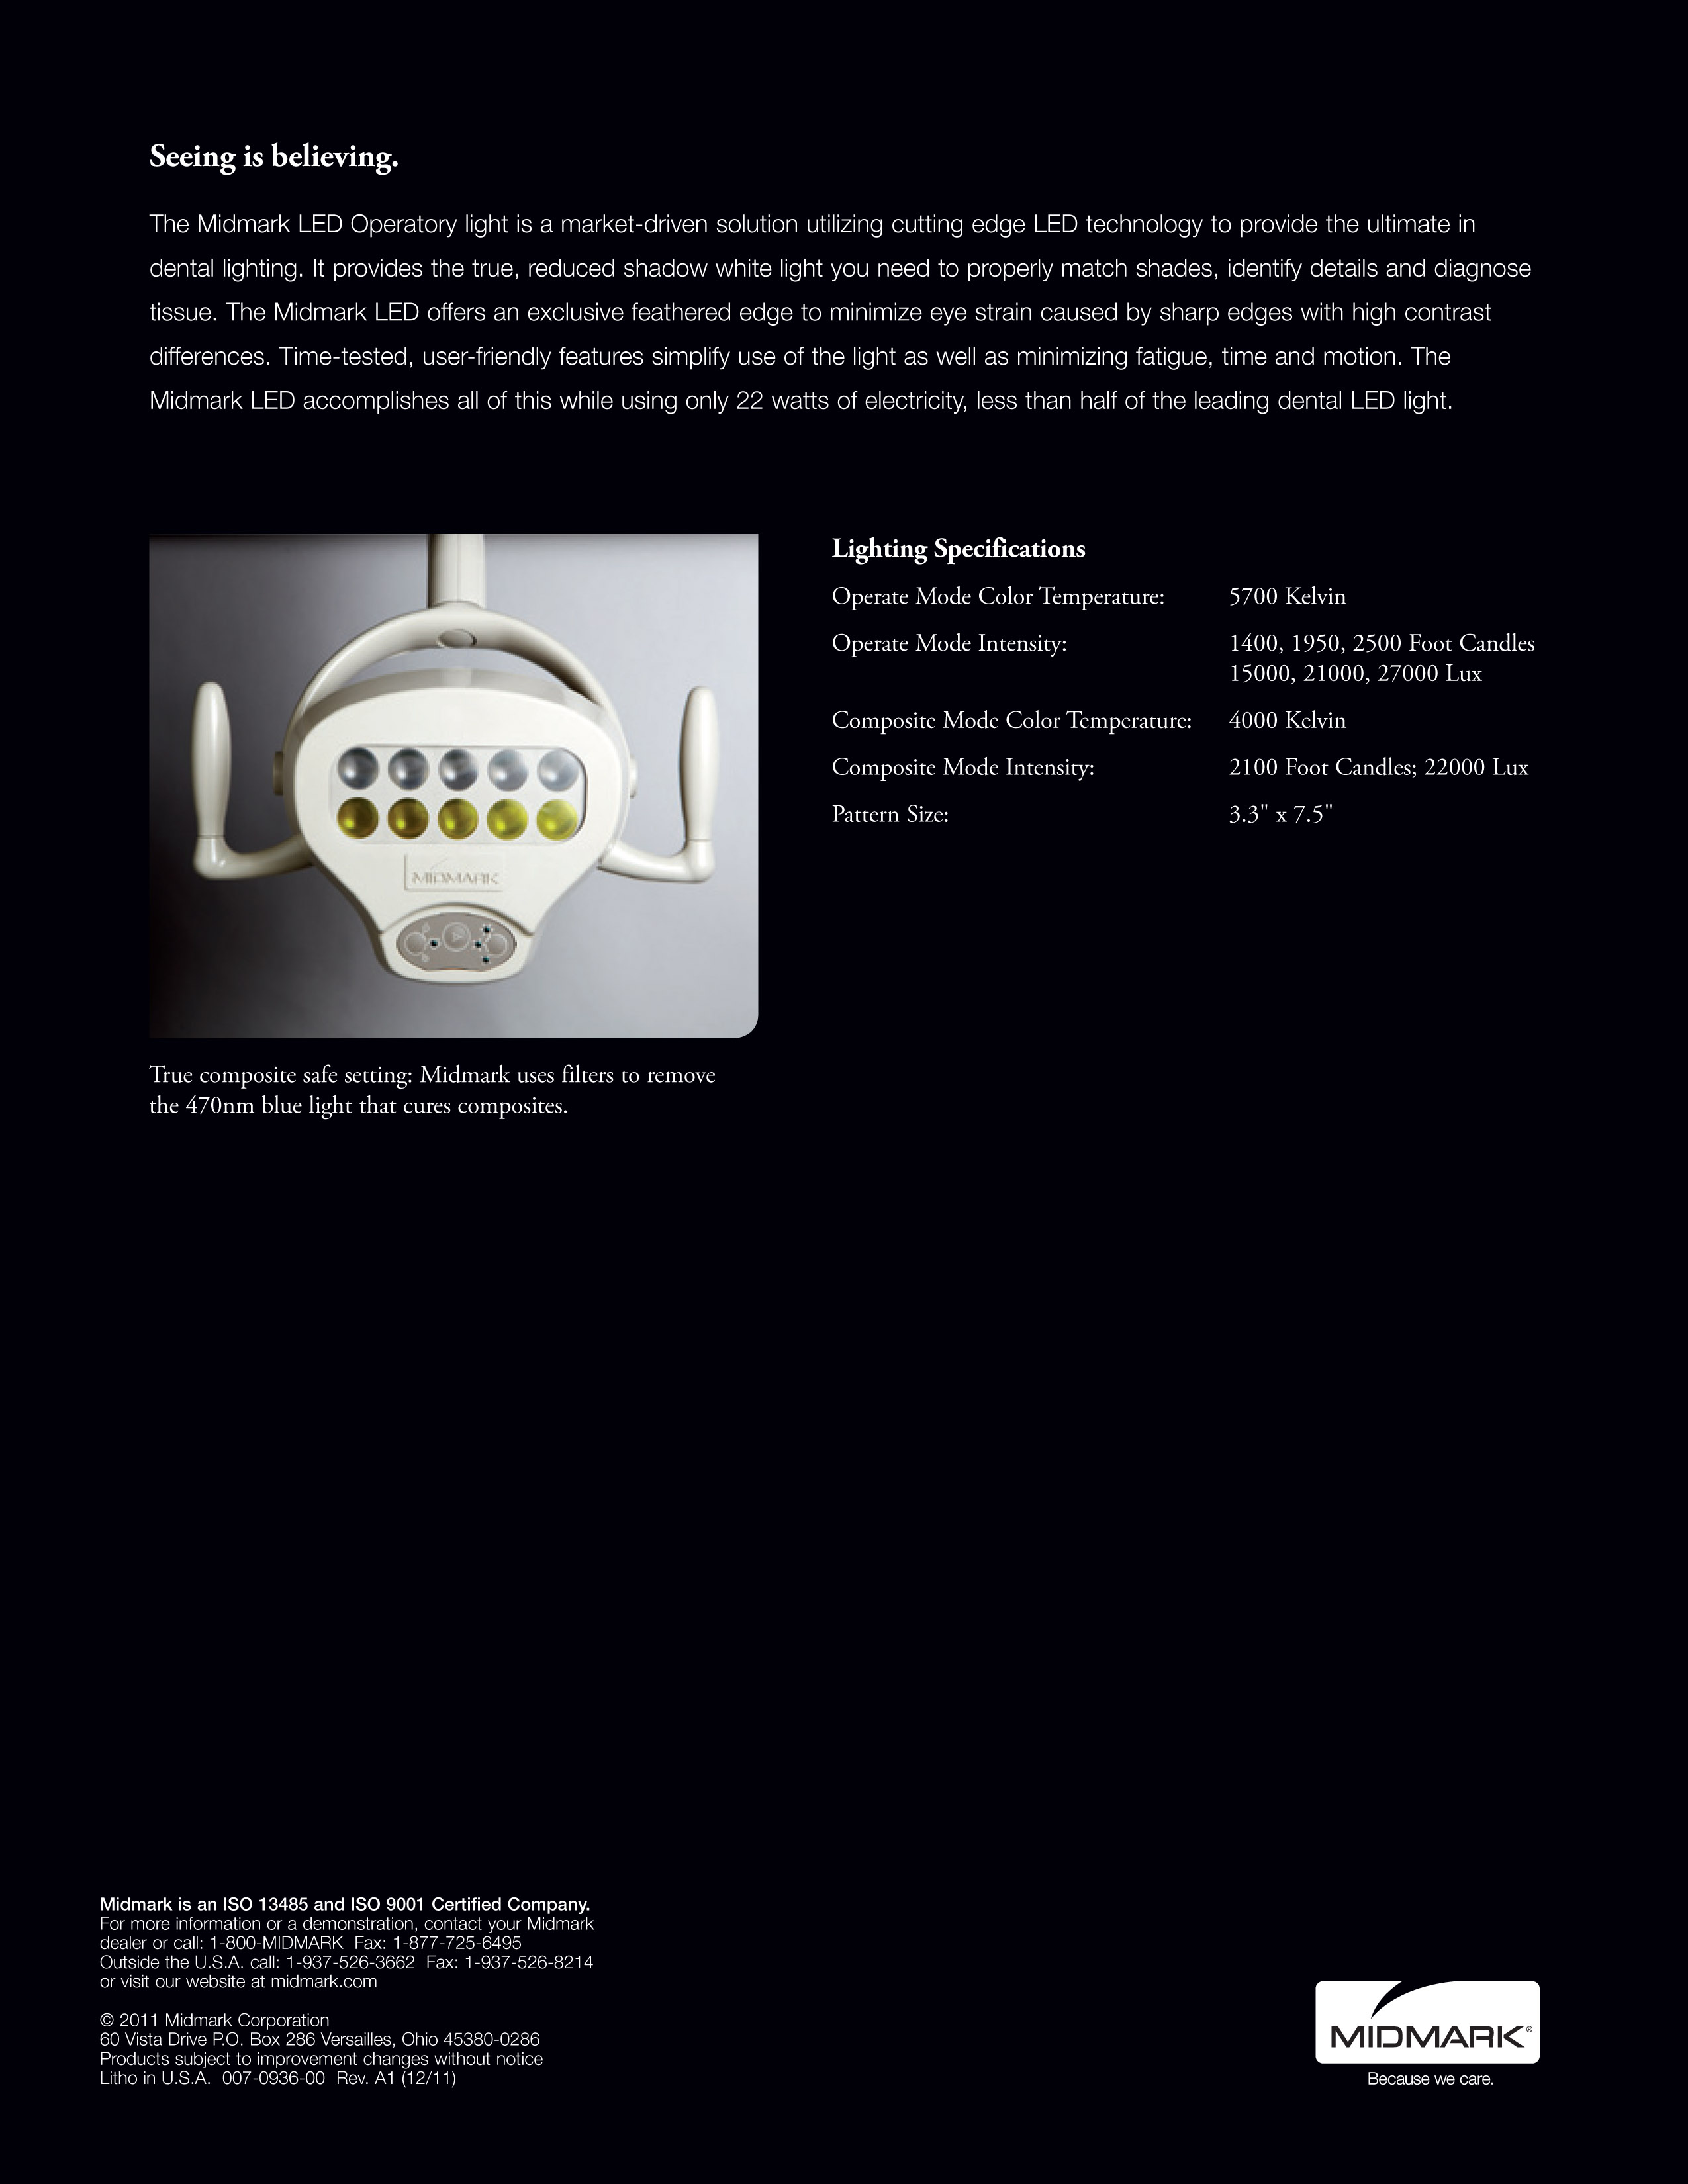 Seeing is believing.
The Midmark LED Operatory light is a market-driven solution utilizing cutting edge LED technology to provide the ultimate in
dental lighting. It provides the true, reduced shadow white light you need to properly match shades, identify details and diagnose
tissue. The Midmark LED offers an exclusive feathered edge to minimize eye strain caused by sharp edges with high contrast
differences. Time-tested, user-friendly features simplify use of the light as well as minimizing fatigue, time and motion. The
Midmark LED accomplishes all of this while using only 22 watts of electricity, less than half of the leading dental LED light.
MIDMARK
True composite safe setting: Midmark uses filters to remove
the 470nm blue light that cures composites.
Lighting Specifications
Operate Mode Color Temperature: 5700 Kelvin
Operate Mode Intensity: 1400, 1950, 2500 Foot Candles
15000, 21000, 27000 Lux
Composite Mode Color Temperature: 4000 Kelvin
Composite Mode Intensity: 2100 Foot Candles; 22000 Lux
Pattern Size: 3.3" x 7.5"
Midmark is an ISO 13485 and ISO 9001 Certified Company.
For more information or a demonstration, contact your Midmark
dealer or call: 1-800-MIDMARK Fax: 1-877-725-6495
Outside the U.S.A. call: 1-937-526-3662 Fax: 1-937-526-8214
or visit our website at midmark.com
© 2011 Midmark Corporation
60 Vista Drive P.O. Box 286 Versailles, Ohio 45380-0286
Products subject to improvement changes without notice
Litho in U.S.A. 007-0936-00 Rev. A1 (12/11)
MIDMARK®
Because we care.